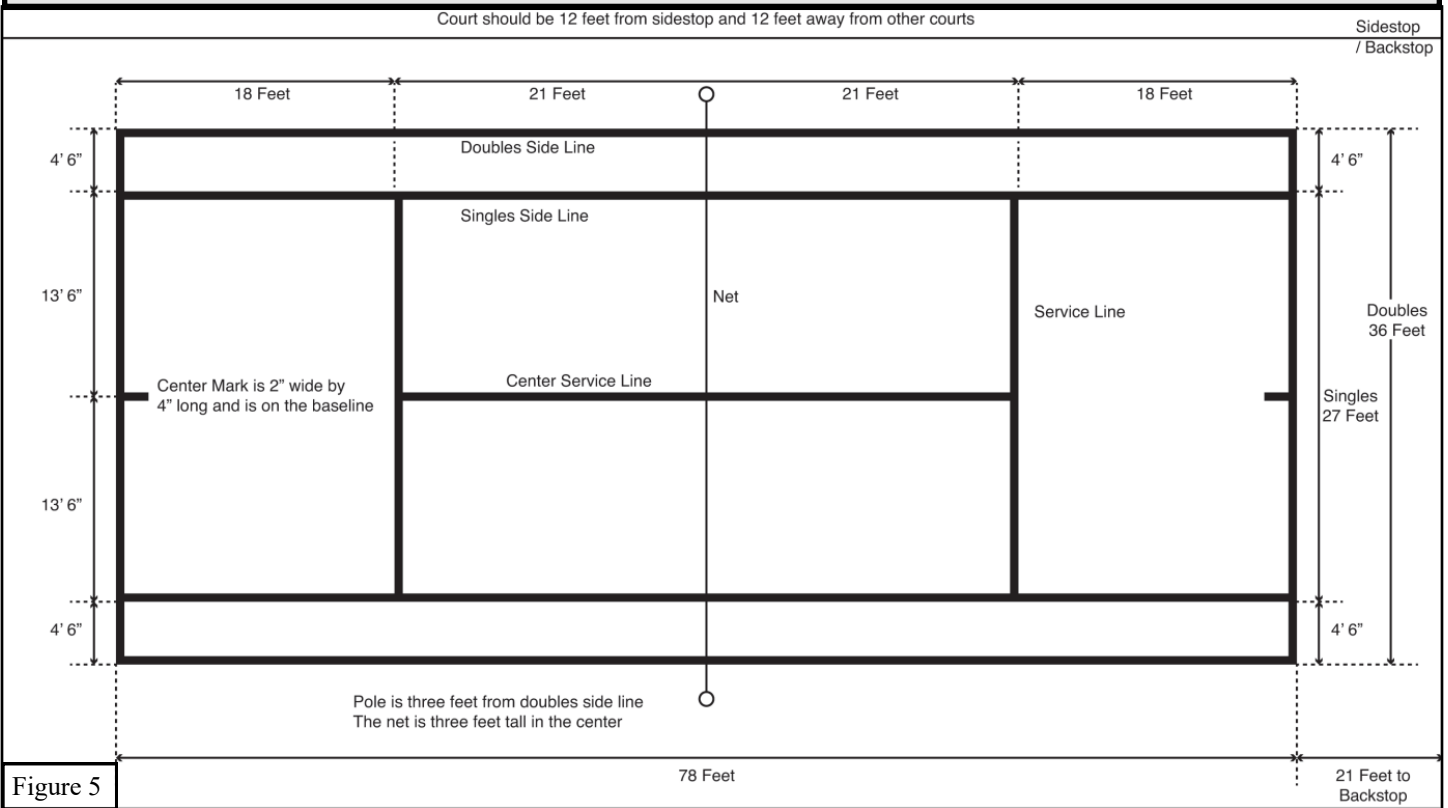 Court should be 12 feet from sidestop and 12 feet away from other courts
Sidestop
/ Backstop
18 Feet
21 Feet
21 Feet
18 Feet
4’ 6”
Doubles Side Line
4’ 6”
Singles Side Line
13’ 6”
Net
Service Line
Doubles
36 Feet
Center Mark is 2” wide by
4” long and is on the baseline
Center Service Line
Singles
27 Feet
13’ 6”
4’ 6”
4’ 6”
Pole is three feet from doubles side line
The net is three feet tall in the center
78 Feet
21 Feet to
Backstop
Figure 5